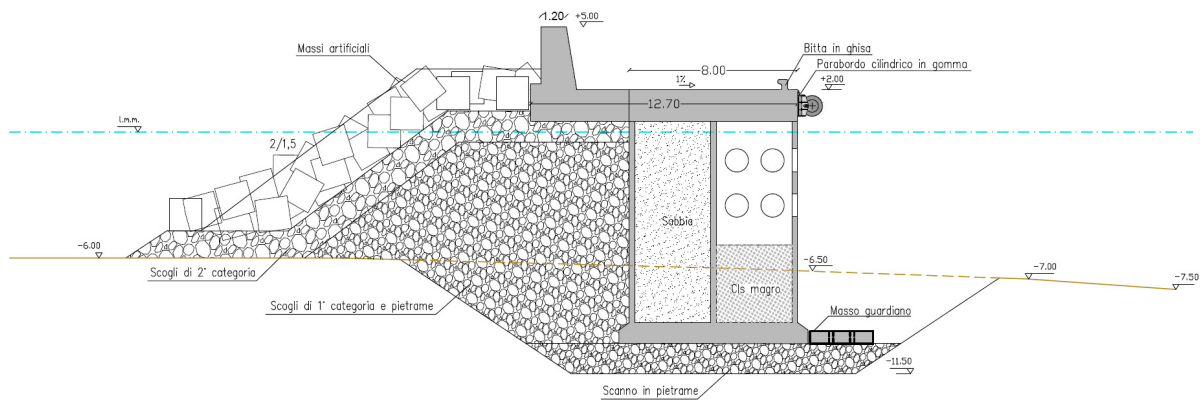 1.20
+5.00
Massi artificiali
Bitta in ghisa
Parabordo cilindrico in gomma
8.00
1%
+2.00
12.70
l.m.m.
2/1,5
Sabbia
-6.00
-6.50
-7.00
-7.50
Scogli di 2° categoria
Cls magro
Scogli di 1° categoria e pietrame
Masso guardiano
-11.50
Scanno in pietrame